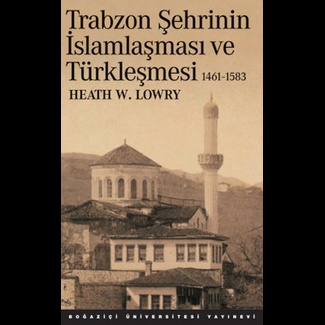 Trabzon Şehrinin
İslamlaşması ve
Türkleşmesi 1461-1583
HEATH W. LOWRY
BOĞAZİÇİ ÜNİVERSİTESİ YAYINEVİ